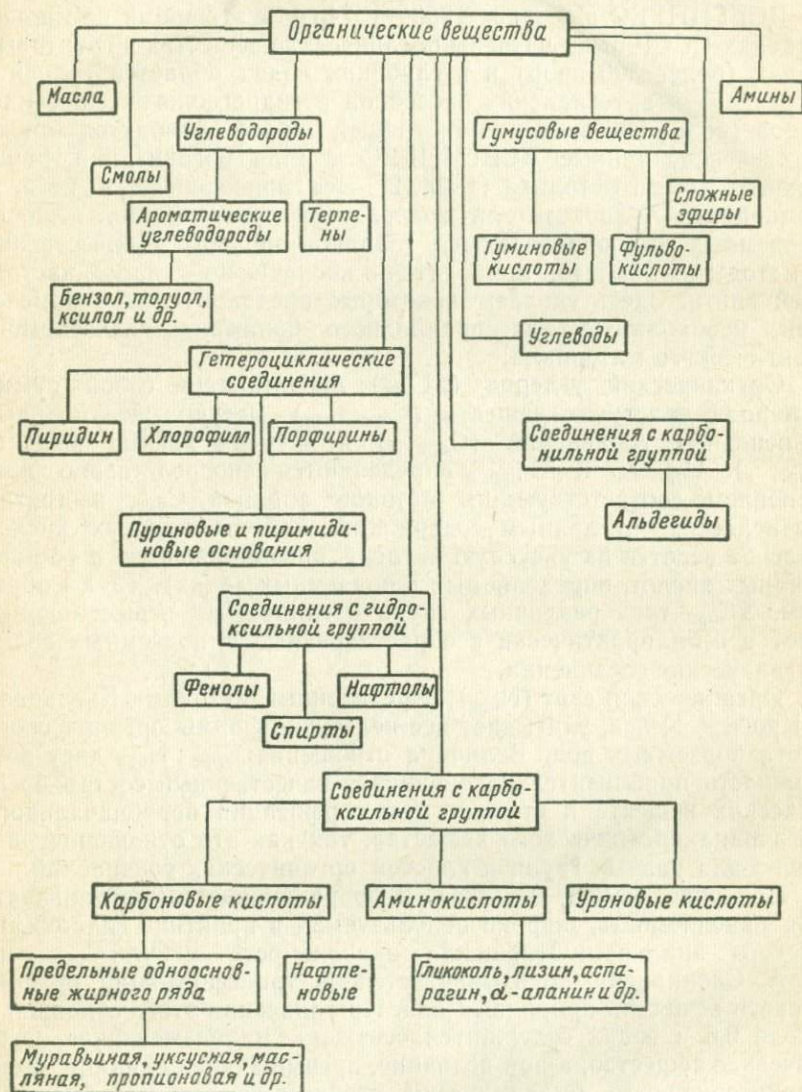 Органические вещества
Масла
Амины
Углеводороды
Гумусовые вещества
Смолы
Сложные
эфиры
Ароматические
углеводороды
Терпе-
ны
Гуминовые
кислоты
Фульво-
кислоты
Бензол, толуол,
ксилол и др.
Углеводы
Гетероциклические
соединения
Пиридин
Хлорофилл
Порфирины
Соединения с карбо-
нильной группой
Пуриновые и пиримиди-
новые основания
Альдегиды
Соединения с гидро-
ксильной группой
Фенолы
Нафтолы
Спирты
Соединения с карбо-
ксильной группой
Карбоновые кислоты
Аминокислоты
Уроновые кислоты
Предельные однооснов-
ные жирного ряда
Нафте-
новые
Гликоколь, лизин, аспа-
рагин, α-аланин и др.
Муравьиная, уксусная, мас-
ляная, пропионовая и др.